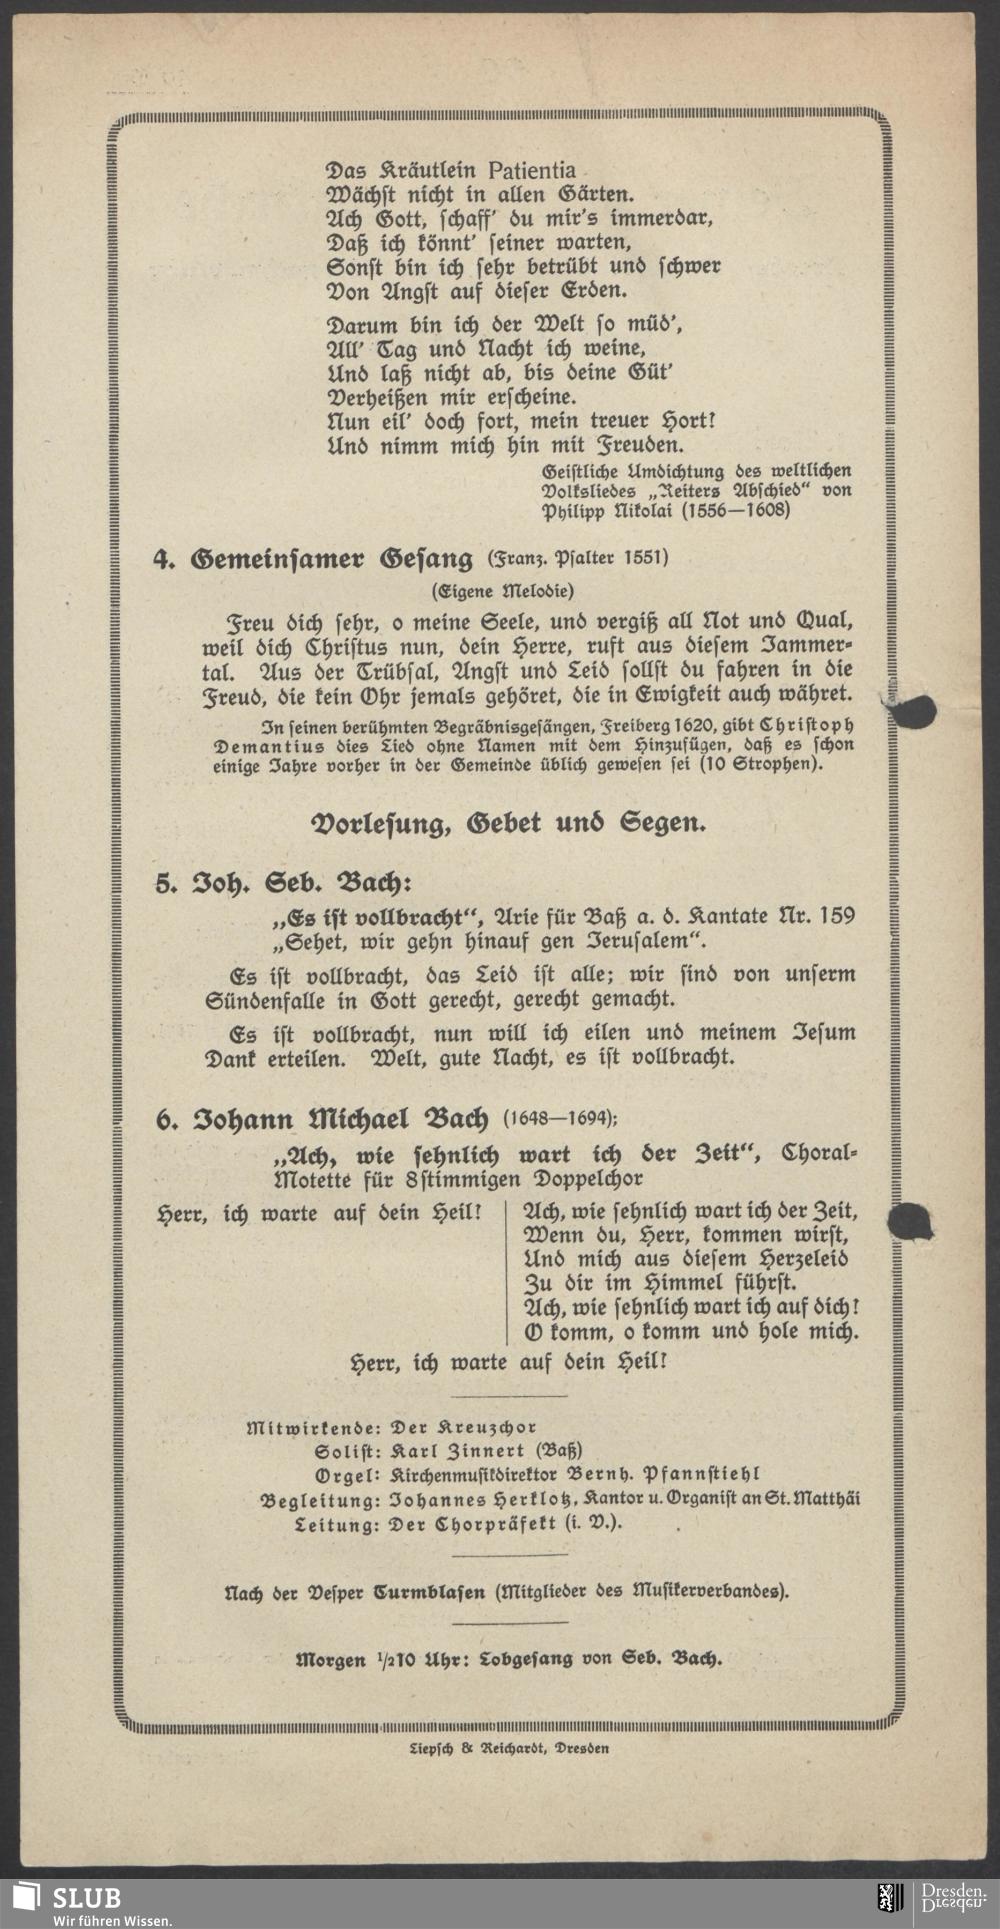 Das Kräutlein Patientia
Wächst nicht in allen Gärten.
Ach Gott, schaff' du mir's immerdar,
Daß ich könnt' seiner warten,
Sonst bin ich sehr betrübt und schwer
Von Angst auf dieser Erden.
Darum bin ich der Welt so müd',
All' Tag und Nacht ich weine,
Und laß nicht ab, bis deine Güt'
Verheißen mir erscheine.
Nun eil' doch fort, mein treuer Hort!
Und nimm mich hin mit Freuden.
Geistliche Umdichtung des weltlichen
Volksliedes „Reiters Abschied“ von
Philipp Nikolai (1556—1608)
4. Gemeinsamer Gesang (Franz. Psalter 1551)
(Eigene Melodie)
Freu dich sehr, o meine Seele, und vergiß all Not und Qual,
weil dich Christus nun, dein Herre, ruft aus diesem Jammer-
tal. Aus der Trübsal, Angst und Leid sollst du fahren in die
Freud, die kein Ohr jemals gehöret, die in Ewigkeit auch währet.
In seinen berühmten Begräbnisgesängen, Freiberg 1620, gibt Christoph
Demantius dies Lied ohne Namen mit dem Hinzufügen, daß es schon
einige Jahre vorher in der Gemeinde üblich gewesen sei (10 Strophen).
Vorlesung, Gebet und Segen.
5. Joh. Seb. Bach:
„Es ist vollbracht“, Arie für Baß a. d. Kantate Nr. 159
„Sehet, wir gehn hinauf gen Jerusalem“.
Es ist vollbracht, das Leid ist alle; wir sind von unserm
Sündenfalle in Gott gerecht, gerecht gemacht.
Es ist vollbracht, nun will ich eilen und meinem Jesum
Dank erteilen. Welt, gute Nacht, es ist vollbracht.
6. Johann Michael Bach (1648—1694):
„Ach, wie sehnlich wart ich der Zeit“, Choral-
Motette für 8stimmigen Doppelchor
Herr, ich warte auf dein Heil!
Ach, wie sehnlich wart ich der Zeit,
Wenn du, Herr, kommen wirst,
Und mich aus diesem Herzeleid
Zu dir im Himmel führst.
Ach, wie sehnlich wart ich auf dich!
O komm, o komm und hole mich.
Herr, ich warte auf dein Heil!
Mitwirkende: Der Kreuzchor
Solist: Karl Zinnert (Baß)
Orgel: Kirchenmusikdirektor Bernh. Pfannstiehl
Begleitung: Johannes Herklotz, Kantor u. Organist an St. Matthäi
Leitung: Der Chorpräfekt (i. V.).
Nach der Vesper Turmblasen (Mitglieder des Musikerverbandes).
Morgen ½10 Uhr: Lobgesang von Seb. Bach.
Liepsch & Reichardt, Dresden
SLUB
Wir führen Wissen.
Dresden.
Dresden.